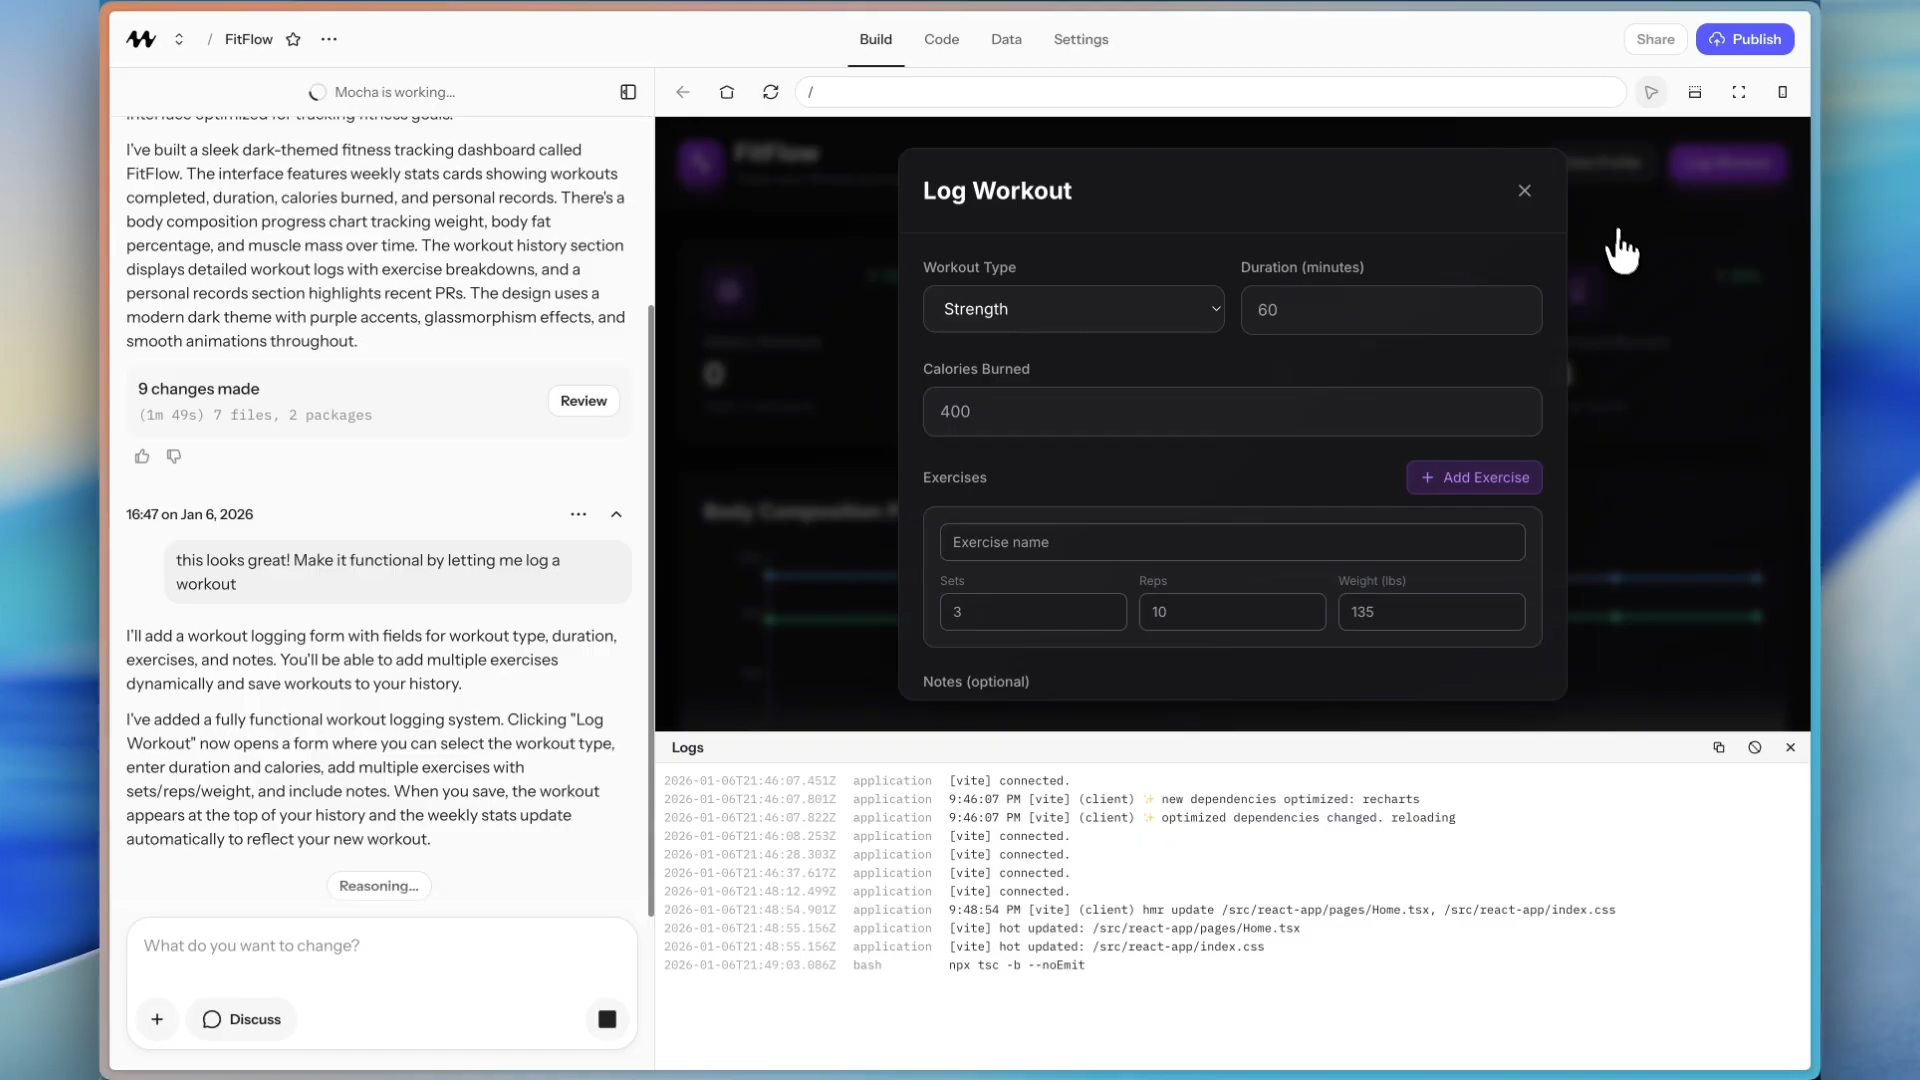 / FitFlow
Build
Code
Data
Settings
Share
Publish
Mocha is working...
/
interface optimized for tracking fitness goals.
I've built a sleek dark-themed fitness tracking dashboard called
FitFlow. The interface features weekly stats cards showing workouts
completed, duration, calories burned, and personal records. There's a
body composition progress chart tracking weight, body fat
percentage, and muscle mass over time. The workout history section
displays detailed workout logs with exercise breakdowns, and a
personal records section highlights recent PRs. The design uses a
modern dark theme with purple accents, glassmorphism effects, and
smooth animations throughout.
9 changes made
(1m 49s) 7 files, 2 packages
Review
16:47 on Jan 6, 2026
this looks great! Make it functional by letting me log a
workout
I'll add a workout logging form with fields for workout type, duration,
exercises, and notes. You'll be able to add multiple exercises
dynamically and save workouts to your history.
I've added a fully functional workout logging system. Clicking "Log
Workout" now opens a form where you can select the workout type,
enter duration and calories, add multiple exercises with
sets/reps/weight, and include notes. When you save, the workout
appears at the top of your history and the weekly stats update
automatically to reflect your new workout.
Reasoning...
What do you want to change?
Discuss
FitFlow
Log Workout
0
Body Composition P
Log Workout
Workout Type
Duration (minutes)
Strength
60
Calories Burned
400
Exercises
Add Exercise
Exercise name
Sets
Reps
Weight (lbs)
3
10
135
Notes (optional)
Logs
2026-01-06T21:46:07.451Z application [vite] connected.
2026-01-06T21:46:07.801Z application 9:46:07 PM [vite] (client) ✨ new dependencies optimized: recharts
2026-01-06T21:46:07.822Z application 9:46:07 PM [vite] (client) ✨ optimized dependencies changed. reloading
2026-01-06T21:46:08.253Z application [vite] connected.
2026-01-06T21:46:28.303Z application [vite] connected.
2026-01-06T21:46:37.617Z application [vite] connected.
2026-01-06T21:48:12.499Z application [vite] connected.
2026-01-06T21:48:54.901Z application 9:48:54 PM [vite] (client) hmr update /src/react-app/pages/Home.tsx, /src/react-app/index.css
2026-01-06T21:48:55.156Z application [vite] hot updated: /src/react-app/pages/Home.tsx
2026-01-06T21:48:55.156Z application [vite] hot updated: /src/react-app/index.css
2026-01-06T21:49:03.086Z bash npx tsc -b --noEmit